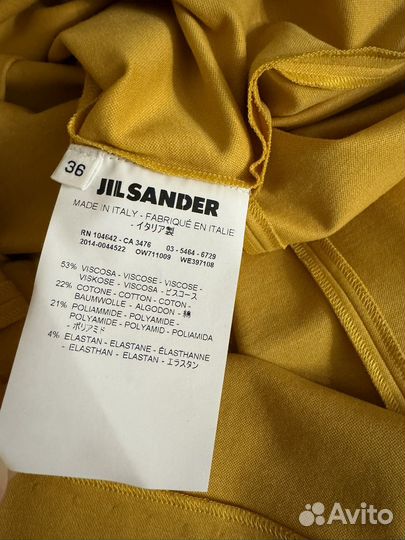 36
JIL SANDER
MADE IN ITALY - FABRIQUÉ EN ITALIE
- イタリア製
RN 104642 - CA 3476 03 - 5464 - 6729
2014-0044522 OW711009 WE397108
53% VISCOSA - VISCOSE - VISCOSE -
VISKOSE - VISCOSA - ビスコース
22% COTONE - COTTON - COTON -
BAUMWOLLE - ALGODON - 綿
21% POLIAMMIDE - POLYAMIDE -
POLYAMIDE - POLYAMID - POLIAMIDA
- ポリアミド
4% ELASTAN - ELASTANE - ÉLASTHANNE
- ELASTHAN - ELASTAN - エラスタン
Avito